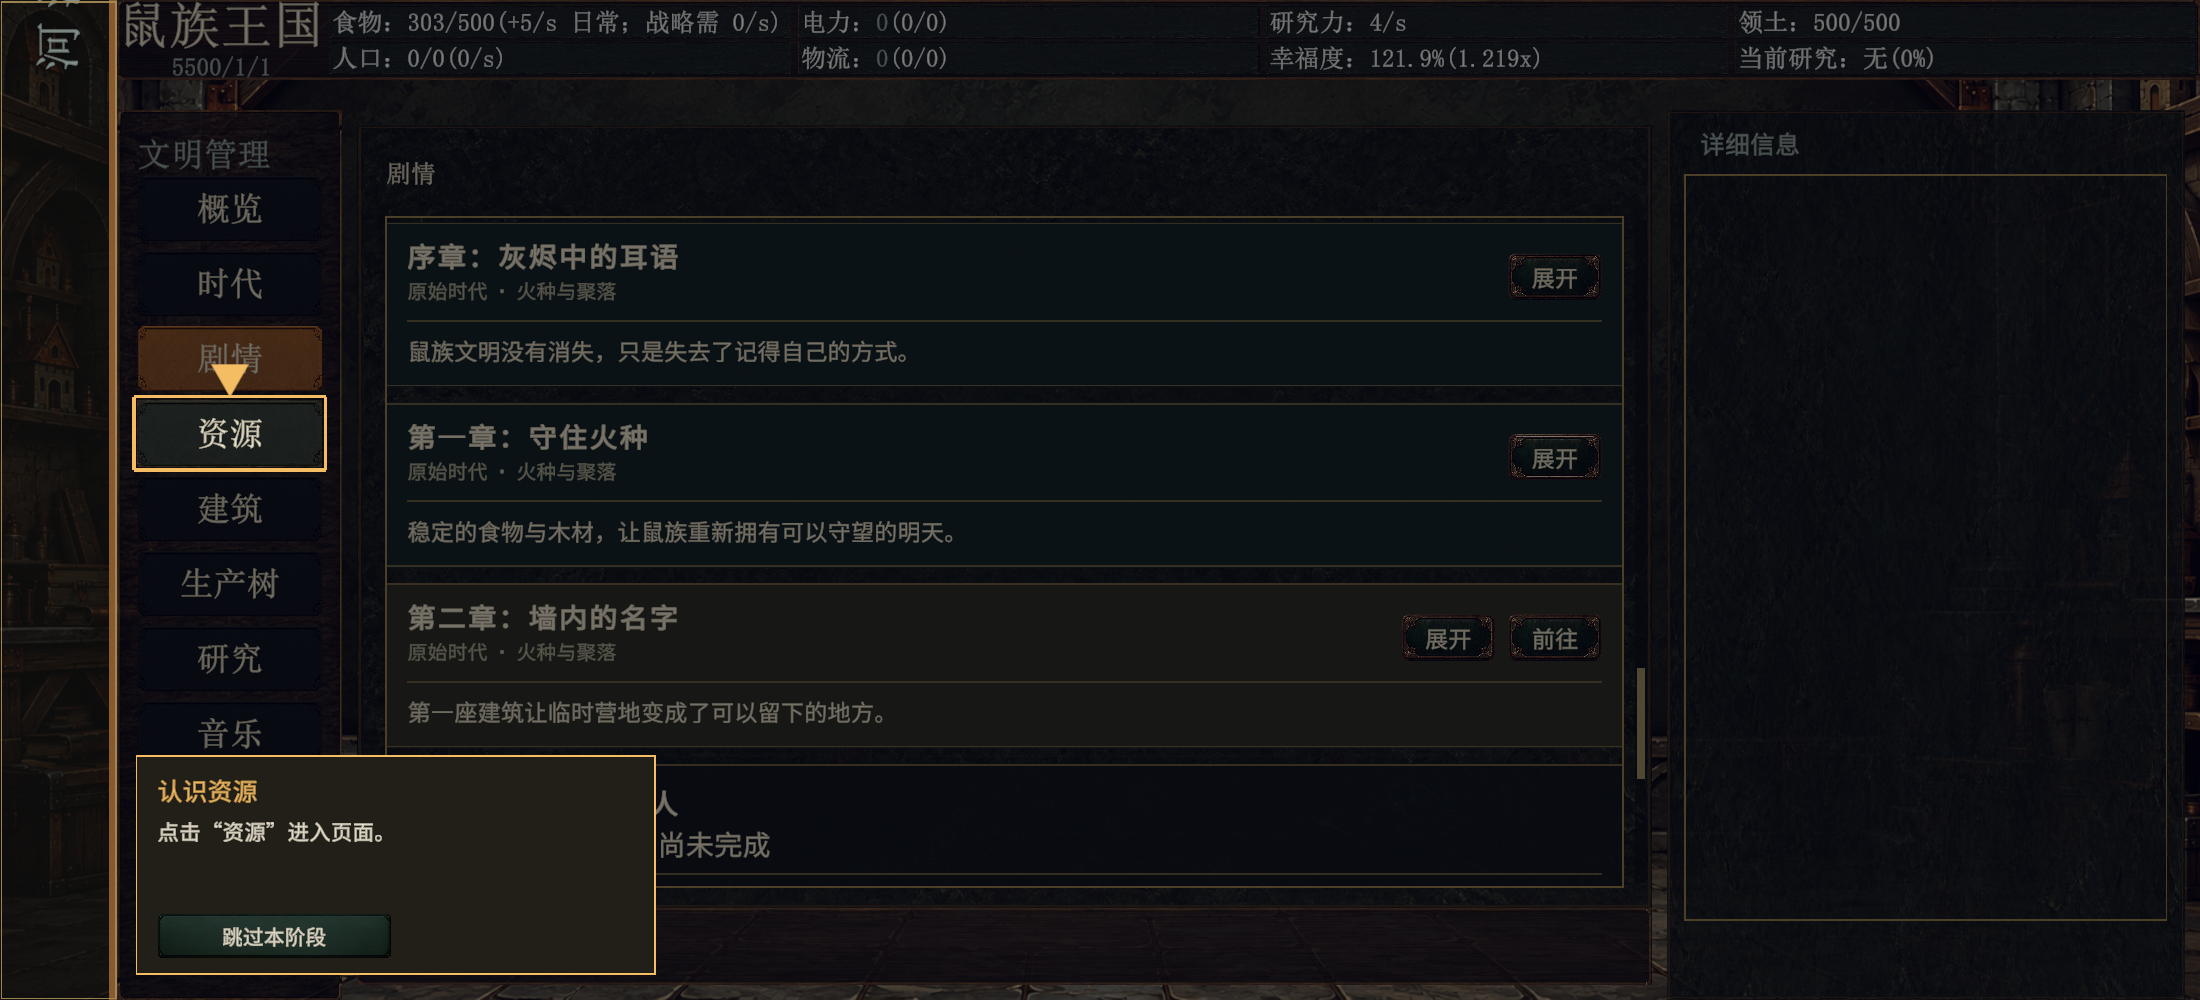 鼠族王国
5500/1/1
食物: 303/500(+5/s 日常; 战略需 0/s)
电力: 0(0/0)
研究力: 4/s
领土: 500/500
人口: 0/0(0/s)
物流: 0(0/0)
幸福度: 121.9%(1.219x)
当前研究: 无(0%)
文明管理
概览
时代
剧情
资源
建筑
生产树
研究
音乐
剧情
序章：灰烬中的耳语
原始时代 · 火种与聚落
展开
鼠族文明没有消失，只是失去了记得自己的方式。
第一章：守住火种
原始时代 · 火种与聚落
展开
稳定的食物与木材，让鼠族重新拥有可以守望的明天。
第二章：墙内的名字
原始时代 · 火种与聚落
展开
前往
第一座建筑让临时营地变成了可以留下的地方。
人
尚未完成
详细信息
认识资源
点击“资源”进入页面。
跳过本阶段